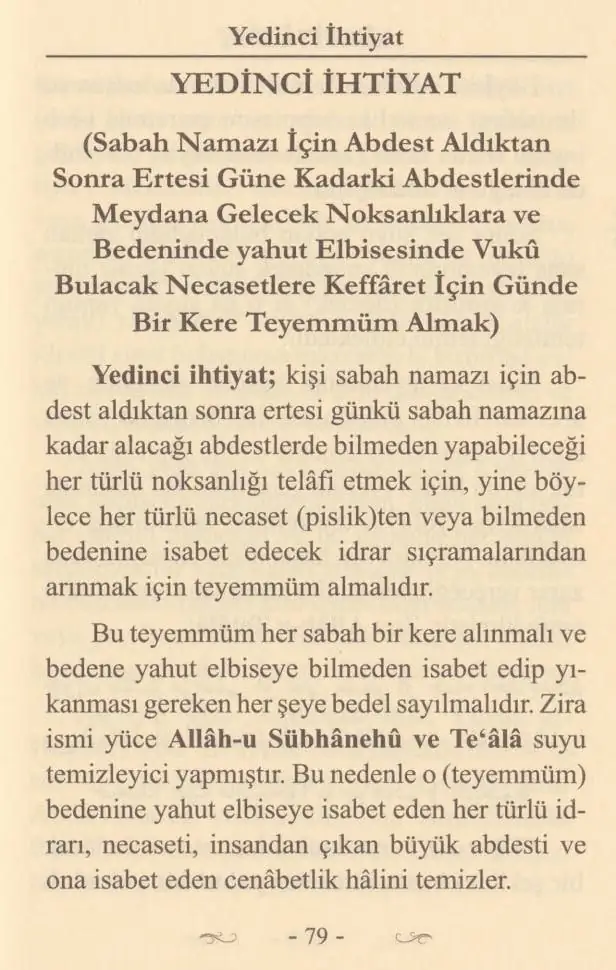 Yedinci İhtiyat
YEDİNCİ İHTİYAT
(Sabah Namazı İçin Abdest Aldıktan
Sonra Ertesi Güne Kadarki Abdestlerinde
Meydana Gelecek Noksanlıklara ve
Bedeninde yahut Elbisesinde Vukû
Bulacak Necasetlere Keffâret İçin Günde
Bir Kere Teyemmüm Almak)
Yedinci ihtiyat; kişi sabah namazı için ab-
dest aldıktan sonra ertesi günkü sabah namazına
kadar alacağı abdestlerde bilmeden yapabileceği
her türlü noksanlığı telâfi etmek için, yine böy-
lece her türlü necaset (pislik)ten veya bilmeden
bedenine isabet edecek idrar sıçramalarından
arınmak için teyemmüm almalıdır.
Bu teyemmüm her sabah bir kere alınmalı ve
bedene yahut elbiseye bilmeden isabet edip yı-
kanması gereken her şeye bedel sayılmalıdır. Zira
ismi yüce Allâh-u Sübhânehû ve Te‘âlâ suyu
temizleyici yapmıştır. Bu nedenle o (teyemmüm)
bedenine yahut elbiseye isabet eden her türlü id-
rarı, necaseti, insandan çıkan büyük abdesti ve
ona isabet eden cenâbetlik hâlini temizler.
- 79 -